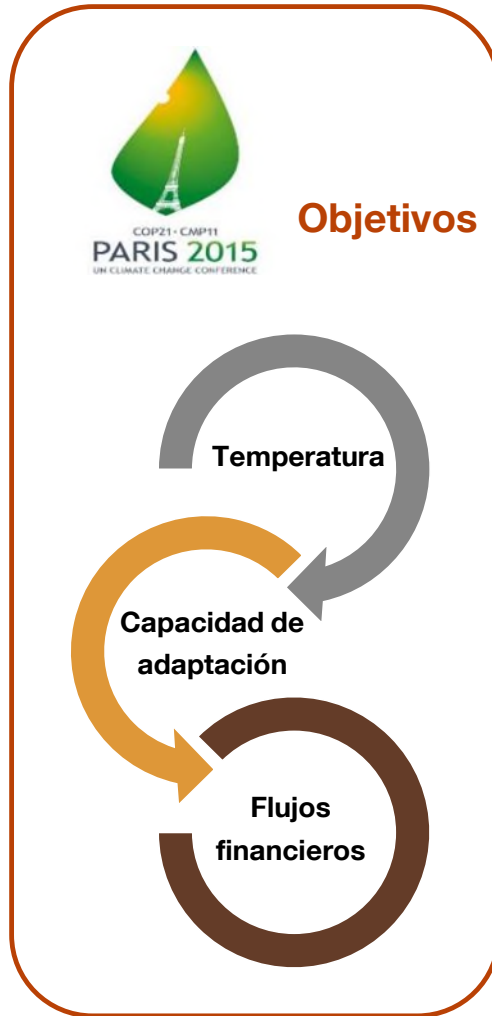 COP21 · CMP11
PARIS 2015
UN CLIMATE CHANGE CONFERENCE
Objetivos
Temperatura
Capacidad de
adaptación
Flujos
financieros